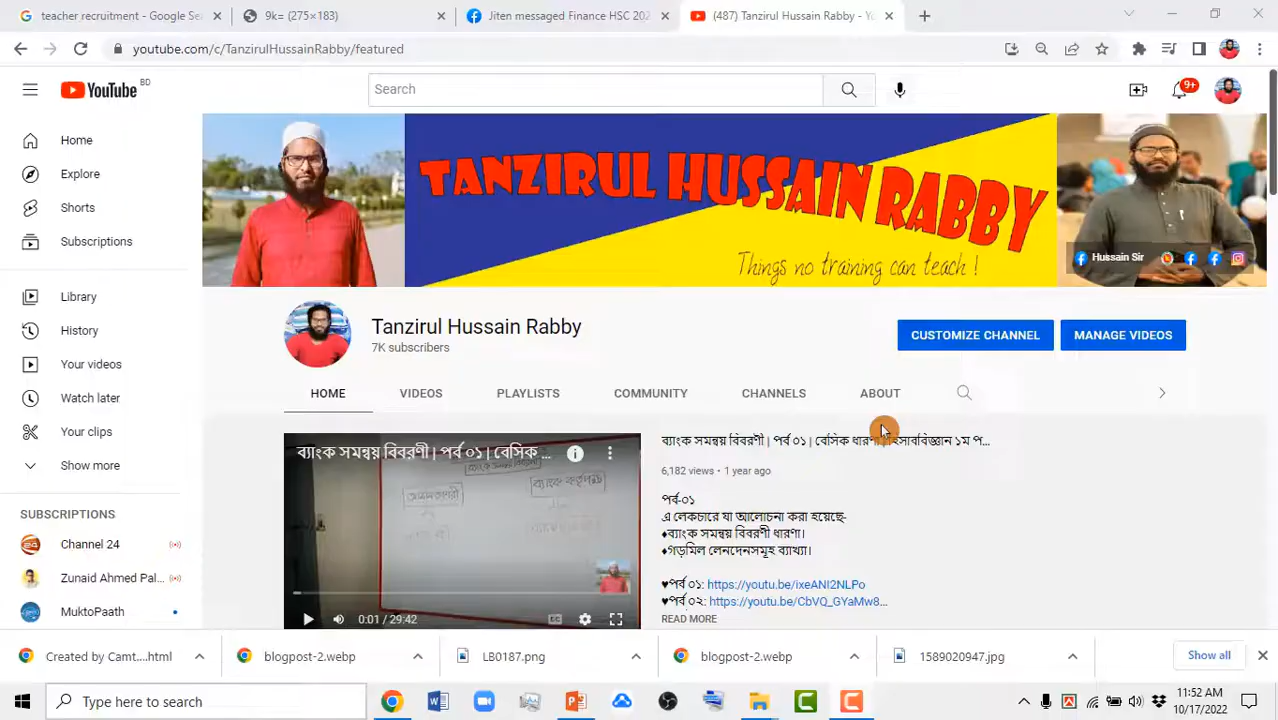 teacher recruitment - Google Se
9k= (275×183)
Jiten messaged Finance HSC 202
(487) Tanzirul Hussain Rabby - Yo
youtube.com/c/TanzirulHussainRabby/featured
YouTube BD
Search
9+
Home
Explore
Shorts
Subscriptions
Library
History
Your videos
Watch later
Your clips
Show more
SUBSCRIPTIONS
Channel 24
Zunaid Ahmed Pal...
MuktoPaath
TANZIRUL HUSSAIN RABBY
Things no training can teach !
Hussain Sir
Tanzirul Hussain Rabby
7K subscribers
CUSTOMIZE CHANNEL
MANAGE VIDEOS
HOME
VIDEOS
PLAYLISTS
COMMUNITY
CHANNELS
ABOUT
ব্যাংক সমন্বয় বিবরণী | পর্ব ০১ | বেসিক ...
0:01 / 29:42
ব্যাংক সমন্বয় বিবরণী | পর্ব ০১ | বেসিক ধারণা ১ম প...
6,182 views • 1 year ago
পর্ব-০১
এ লেকচারে যা আলোচনা করা হয়েছে-
♦ব্যাংক সমন্বয় বিবরণী ধারণা।
♦গড়মিল লেনদেনসমূহ ব্যাখ্যা।
♥পর্ব ০১: https://youtu.be/ixeANI2NLPo
♥পর্ব ০২: https://youtu.be/CbVQ_GYaMw8...
READ MORE
Created by Camt....html
blogpost-2.webp
LB0187.png
blogpost-2.webp
1589020947.jpg
Show all
Type here to search
11:52 AM
10/17/2022